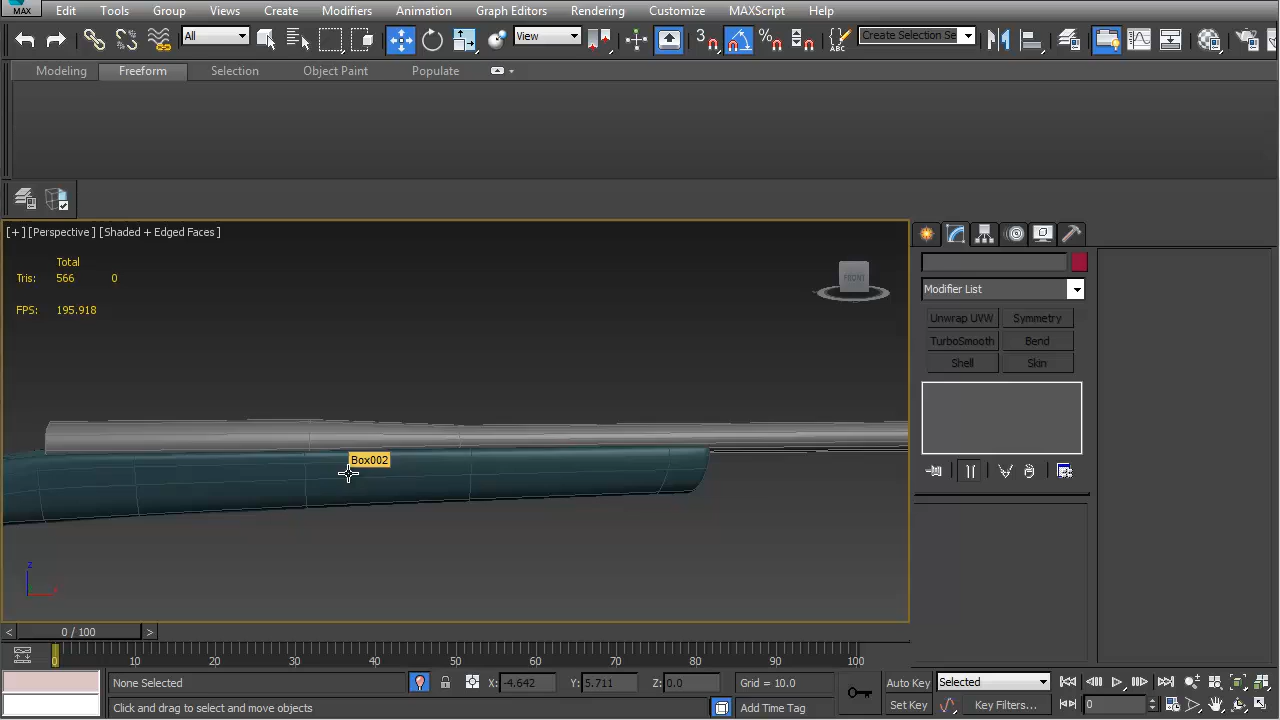 MAX Edit Tools Group Views Create Modifiers Animation Graph Editors Rendering Customize MAXScript Help
All View 3 % ABC Create Selection Se
Modeling Freeform Selection Object Paint Populate
[+] [Perspective ] [Shaded + Edged Faces ]
Total
Tris: 566 0
FPS: 195.918
FRONT
Modifier List
Unwrap UVW Symmetry
TurboSmooth Bend
Shell Skin
Box002
z
x
< 0 / 100 >
0 10 20 30 40 50 60 70 80 90 100
None Selected X: -4.642 Y: 5.711 Z: 0.0 Grid = 10.0 Auto Key Selected
Click and drag to select and move objects Add Time Tag Set Key Key Filters... 0